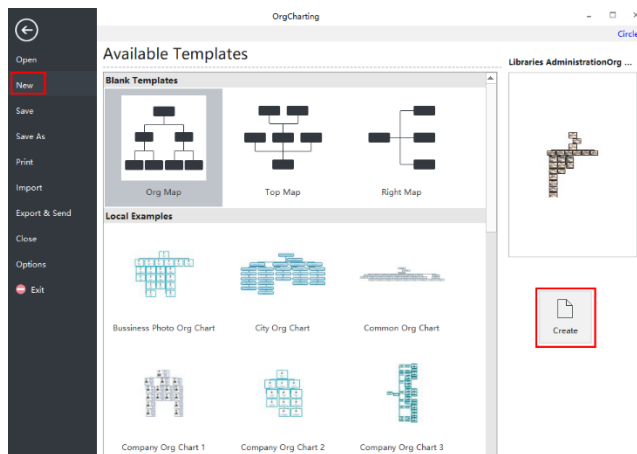 OrgCharting
Circle
Open
New
Save
Save As
Print
Import
Export & Send
Close
Options
Exit
Available Templates
Blank Templates
Org Map
Top Map
Right Map
Local Examples
Bussiness Photo Org Chart
City Org Chart
Common Org Chart
Company Org Chart 1
Company Org Chart 2
Company Org Chart 3
Libraries AdministrationOrg ...
Create